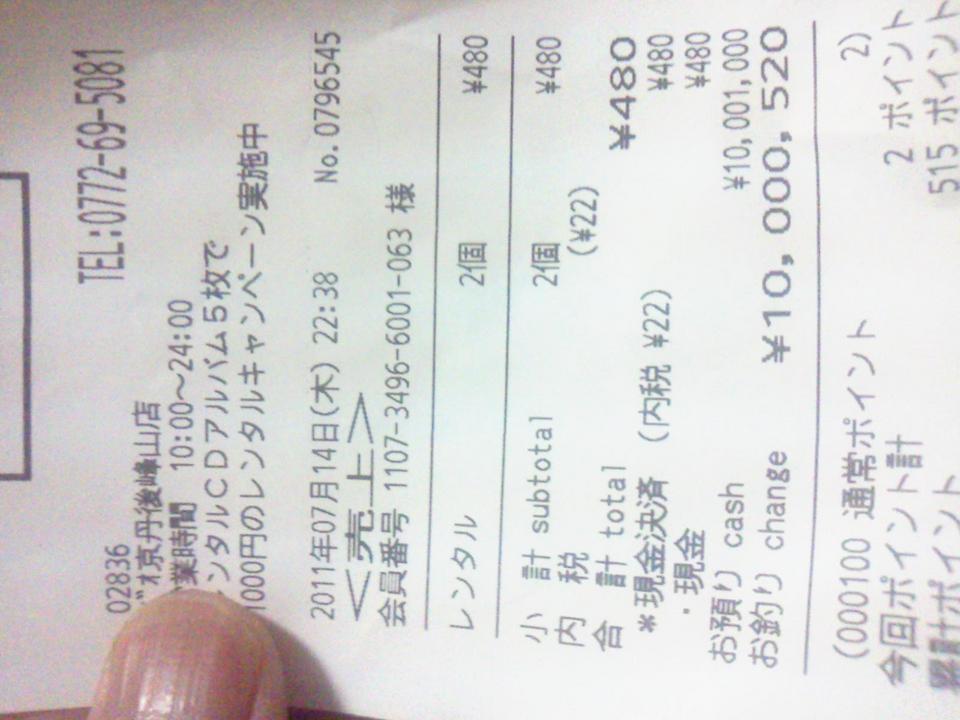 TEL:0772-69-5081
02836
京丹後峰山店
業時間 10:00〜24:00
ンタルCDアルバム5枚で
1000円のレンタルキャンペーン実施中
2011年07月14日(木) 22:38 No.0796545
<売上>
会員番号 1107-3496-6001-063 様
レンタル 2個 ¥480
小 計 subtotal 2個 ¥480
内 税 (¥22)
合 計 total ¥480
*現金決済 (内税 ¥22) ¥480
・現金 ¥480
お預り cash ¥10,001,000
お釣り change ¥10,000,520
(000100 通常ポイント 2)
今回ポイント計 2 ポイント
累計ポイント 515 ポイント